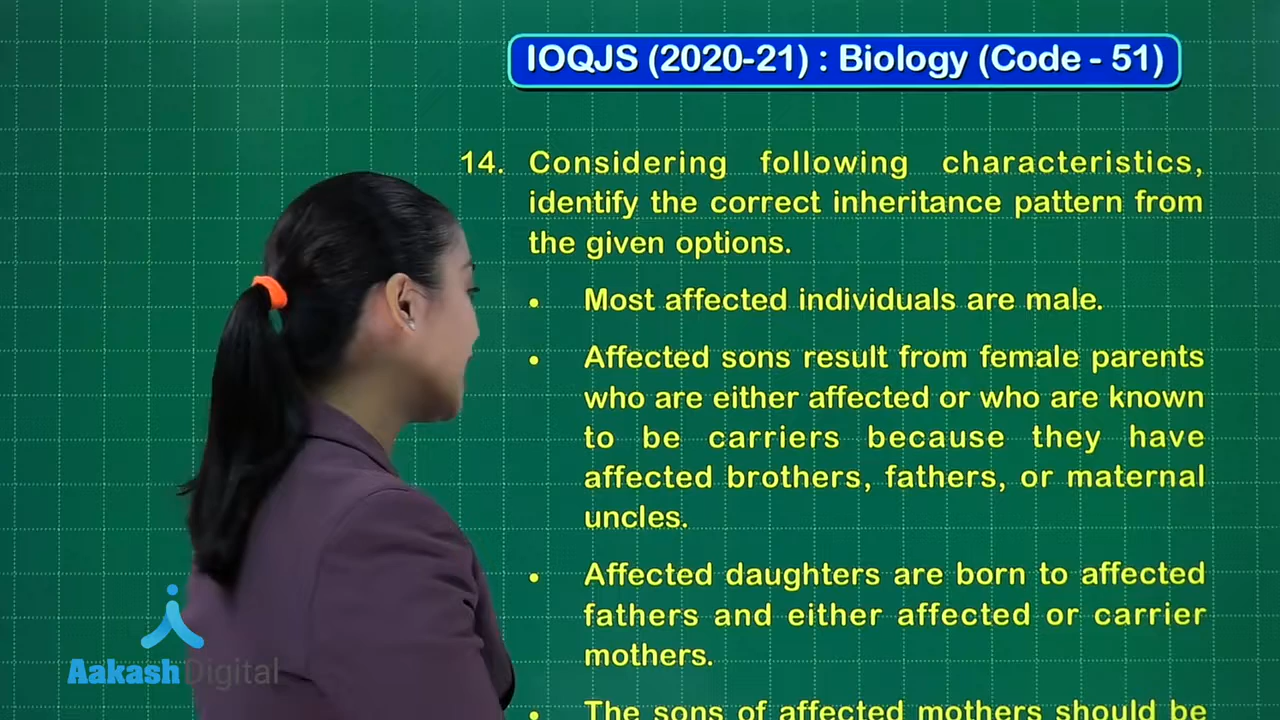 IOQJS (2020-21) : Biology (Code - 51)
14. Considering following characteristics,
identify the correct inheritance pattern from
the given options.
• Most affected individuals are male.
• Affected sons result from female parents
who are either affected or who are known
to be carriers because they have
affected brothers, fathers, or maternal
uncles.
• Affected daughters are born to affected
fathers and either affected or carrier
mothers.
• The sons of affected mothers should be
Aakash Digital